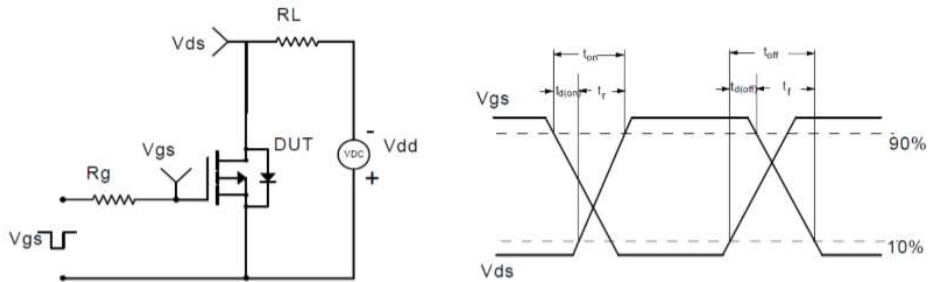 RL
Vds
ton
toff
td(on)
tr
td(off)
tf
Vgs
90%
DUT
-
Vgs
VDC
Vdd
Rg
+
Vgs
10%
Vds